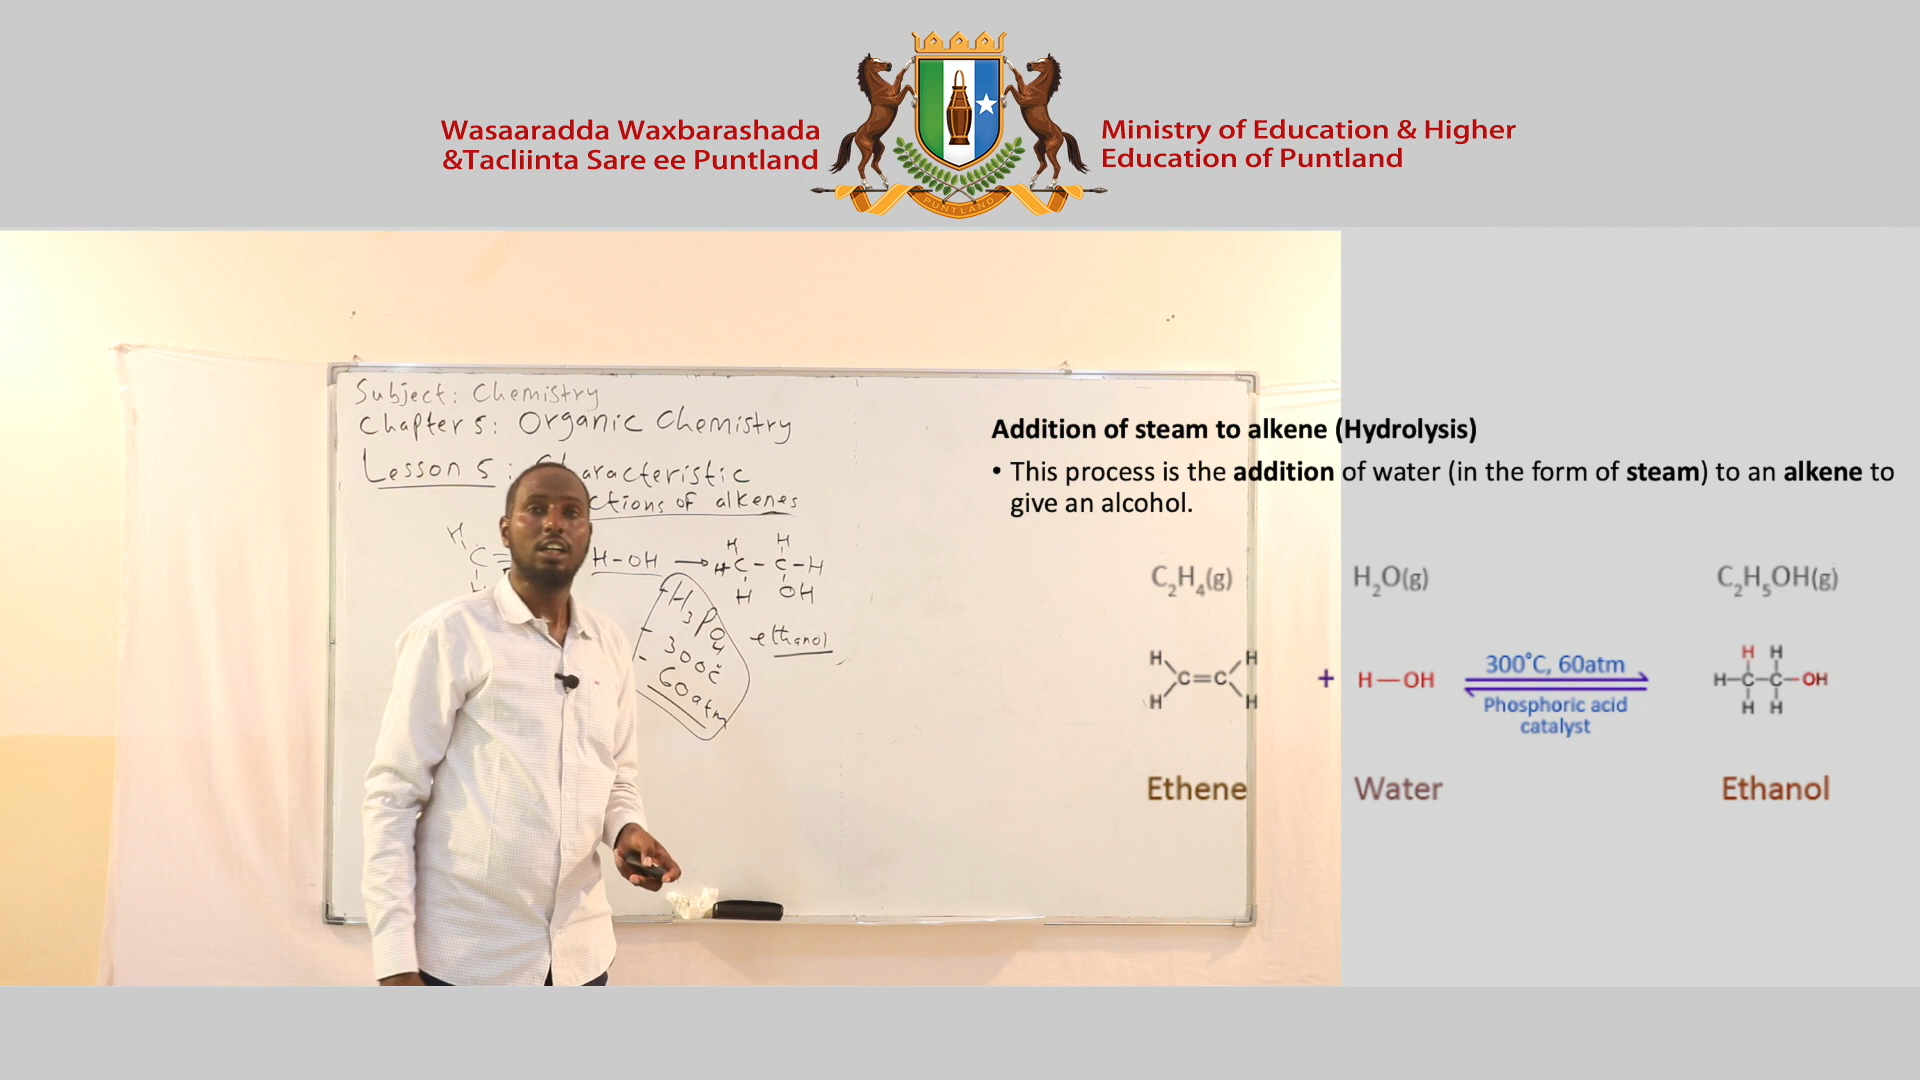 Wasaaradda Waxbarashada
&Tacliinta Sare ee Puntland
Ministry of Education & Higher
Education of Puntland
PUNTLAND
Subject: Chemistry
Chapter 5: Organic Chemistry
Lesson 5: Characteristic
ctions of alkenes
H
C=
H-OH → H H
HC-C-H
H OH
-H₃PO₄
-300°C
-60atm
ethanol
Addition of steam to alkene (Hydrolysis)
• This process is the addition of water (in the form of steam) to an alkene to
give an alcohol.
C₂H₄(g) H₂O(g) C₂H₅OH(g)
H H
C=C
H H
+ H—OH
300°C, 60atm
Phosphoric acid
catalyst
H H
H-C-C-OH
H H
Ethene Water Ethanol